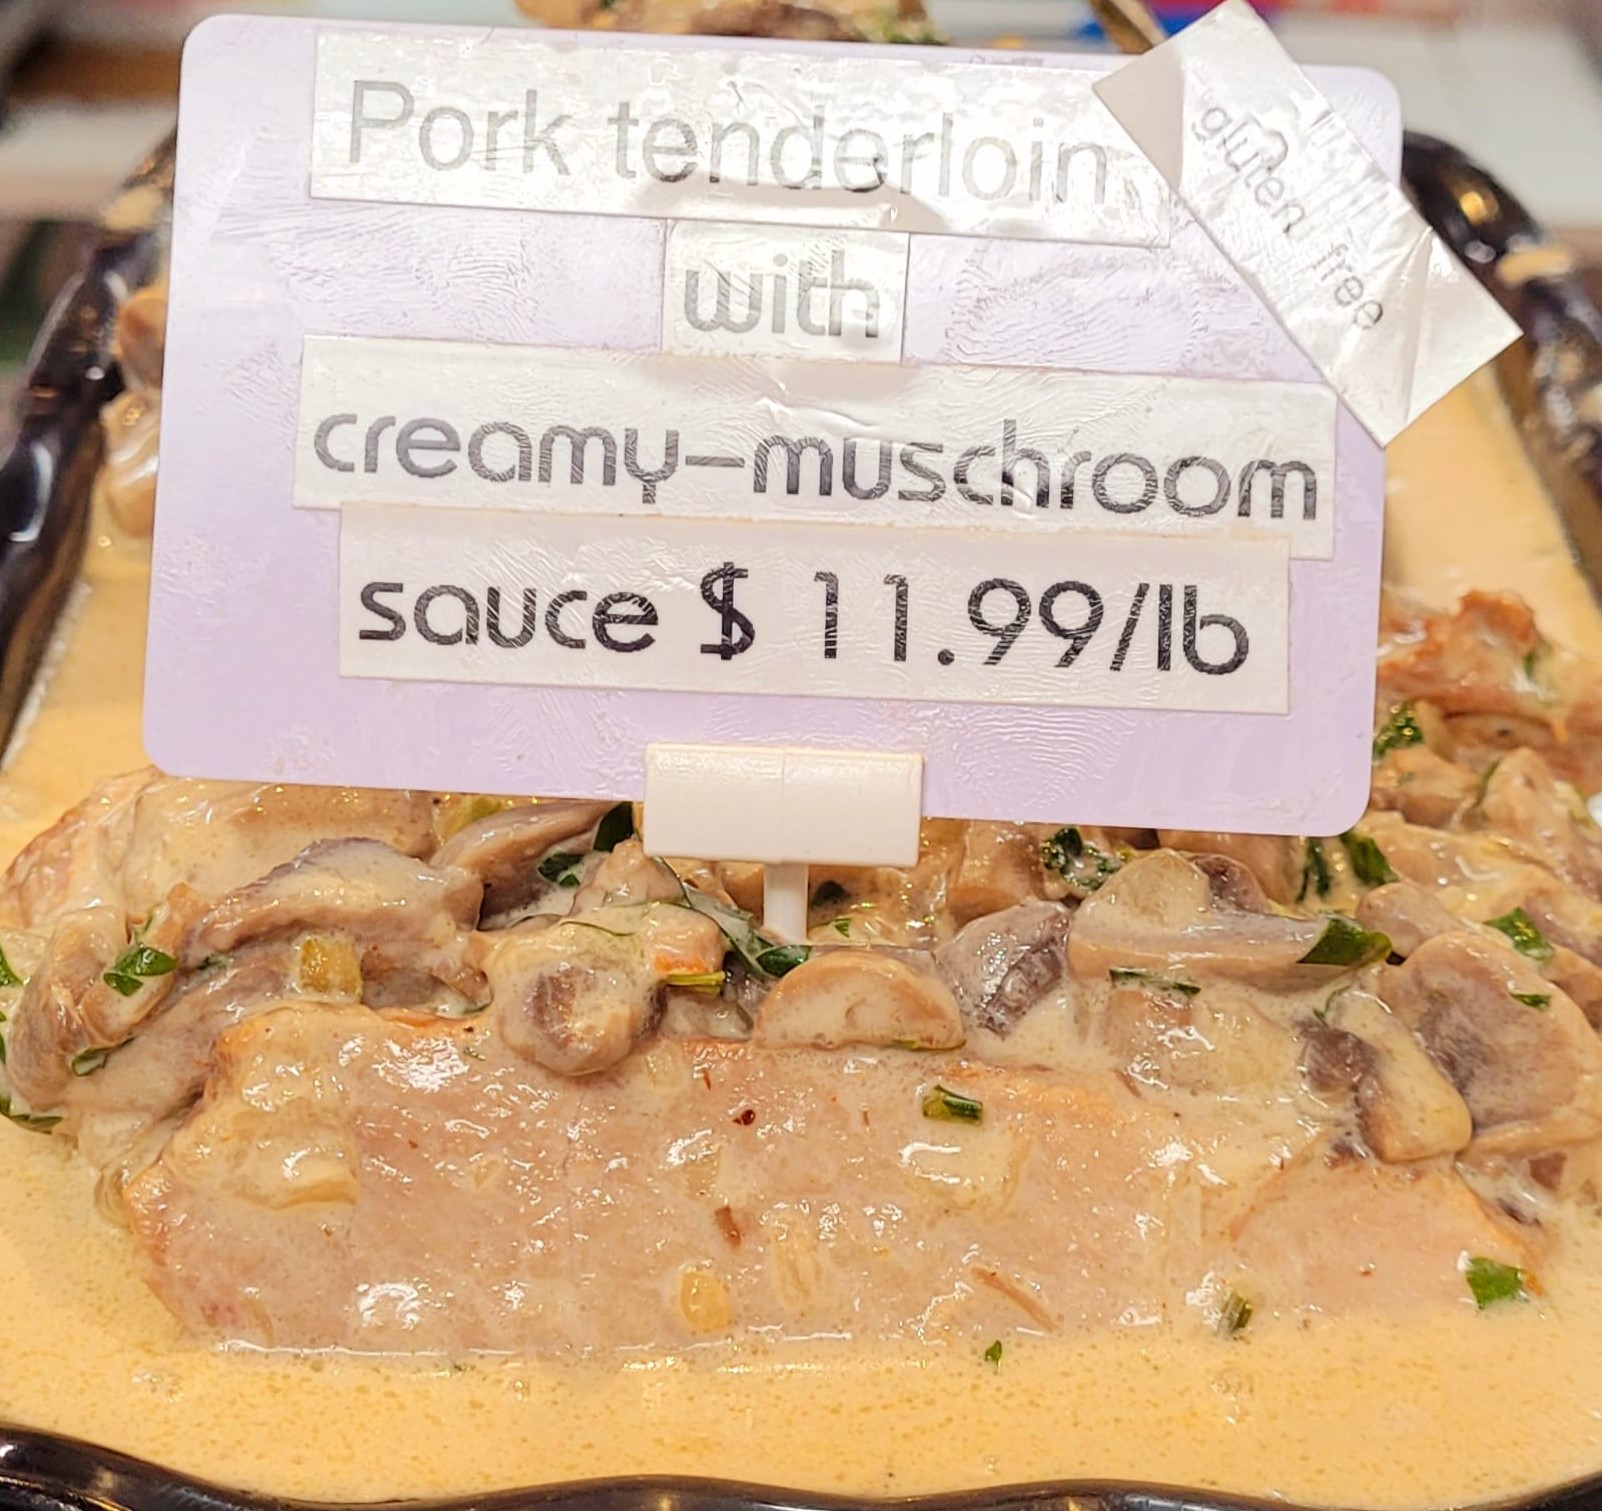 Pork tenderloin
with
creamy-muschroom
sauce $ 11.99/lb
gluten free